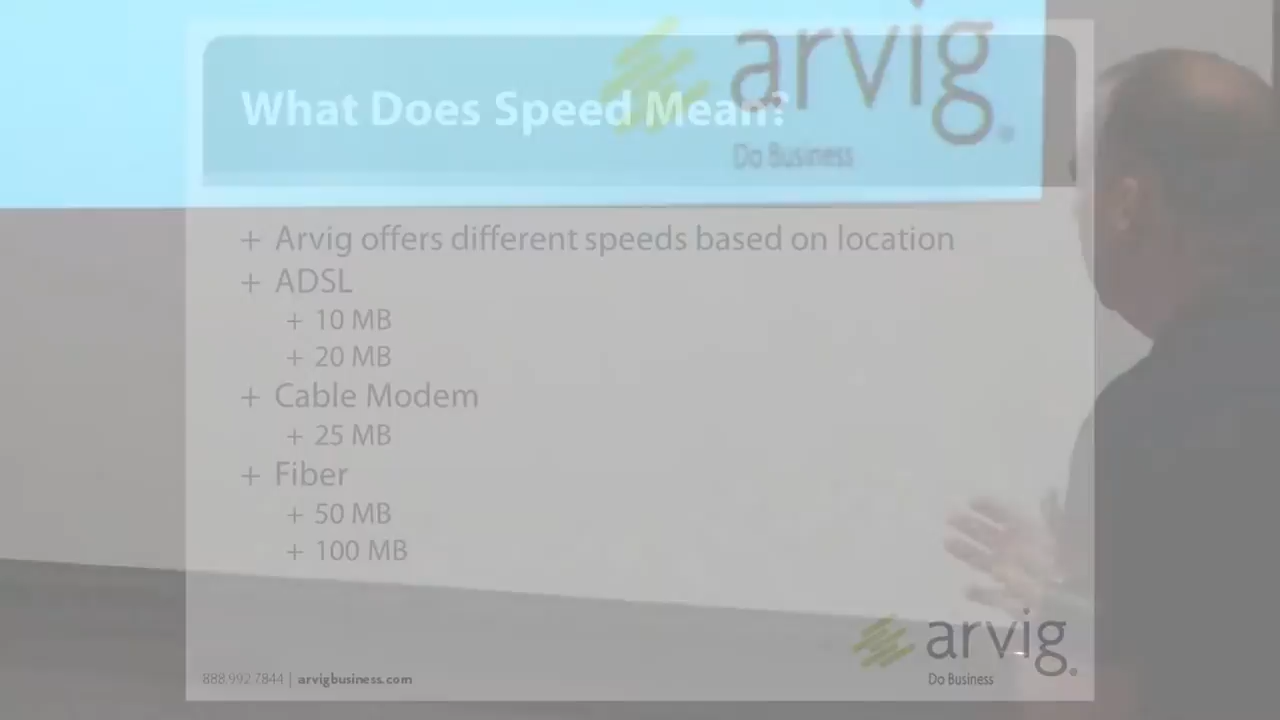 arvig
Do Business
What Does Speed Mean?
+ Arvig offers different speeds based on location
+ ADSL
+ 10 MB
+ 20 MB
+ Cable Modem
+ 25 MB
+ Fiber
+ 50 MB
+ 100 MB
888.992.7844 | arvigbusiness.com
arvig
Do Business